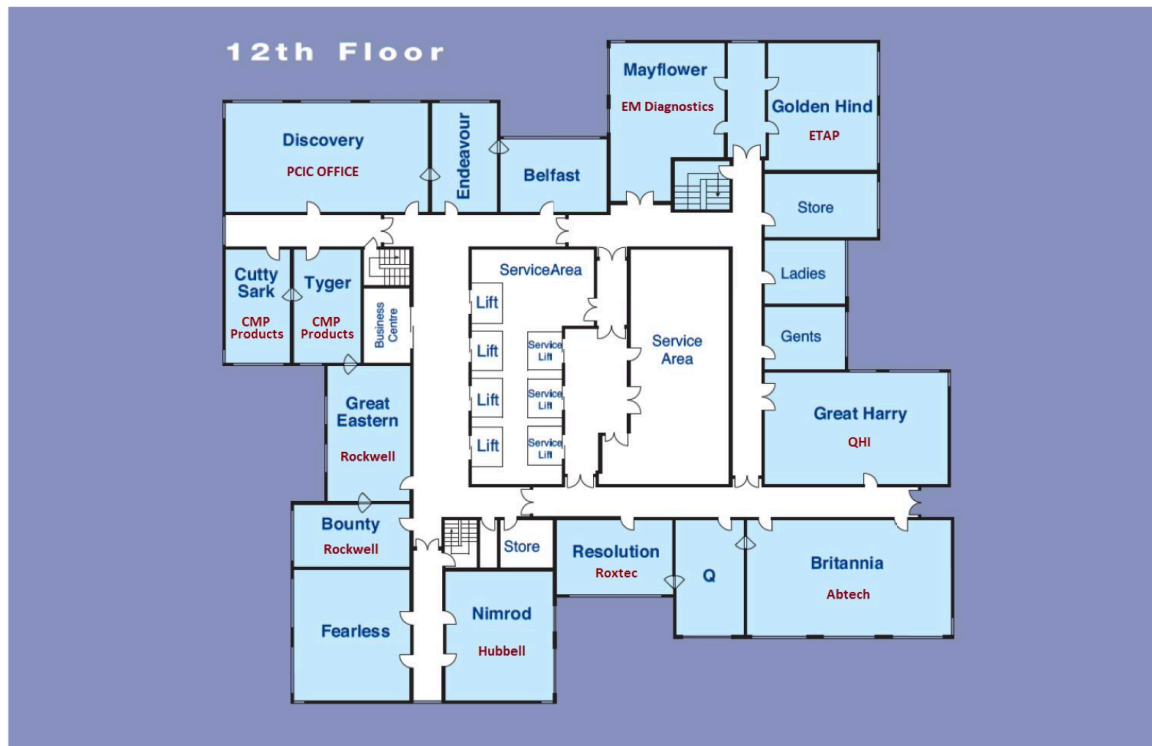 12th Floor
Mayflower
EM Diagnostics
Golden Hind
ETAP
Discovery
PCIC OFFICE
Endeavour
Belfast
Store
Cutty
Sark
CMP
Products
Tyger
CMP
Products
Business
Centre
ServiceArea
Lift
Lift
Service
Lift
Lift
Service
Lift
Lift
Service
Lift
Service
Area
Ladies
Gents
Great
Eastern
Rockwell
Great Harry
QHI
Bounty
Rockwell
Store
Resolution
Roxtec
Q
Britannia
Abtech
Fearless
Nimrod
Hubbell